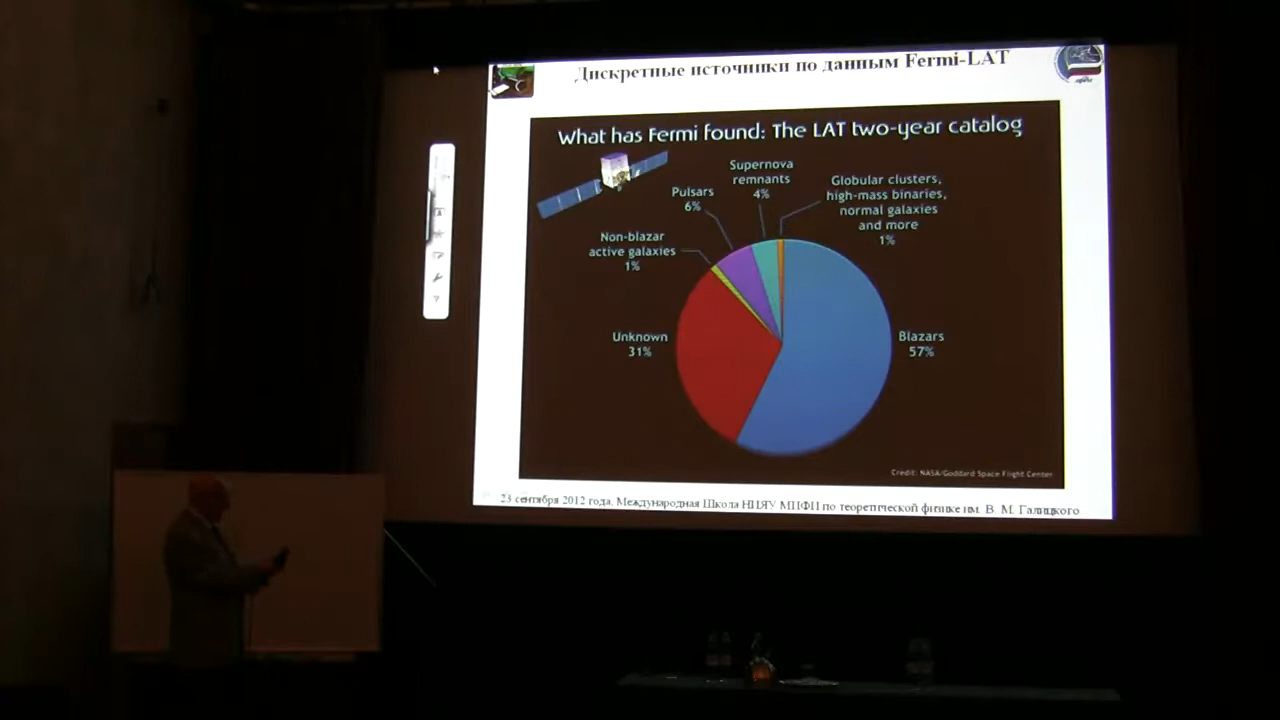 Дискретные источники по данным Fermi-LAT
What has Fermi found: The LAT two-year catalog
Supernova
remnants
4%
Globular clusters,
high-mass binaries,
normal galaxies
and more
1%
Pulsars
6%
Non-blazar
active galaxies
1%
Unknown
31%
Blazars
57%
Credit: NASA/Goddard Space Flight Center
23 сентября 2012 года. Международная Школа НИЯУ МИФИ по теоретической физике им. В. М. Галицкого